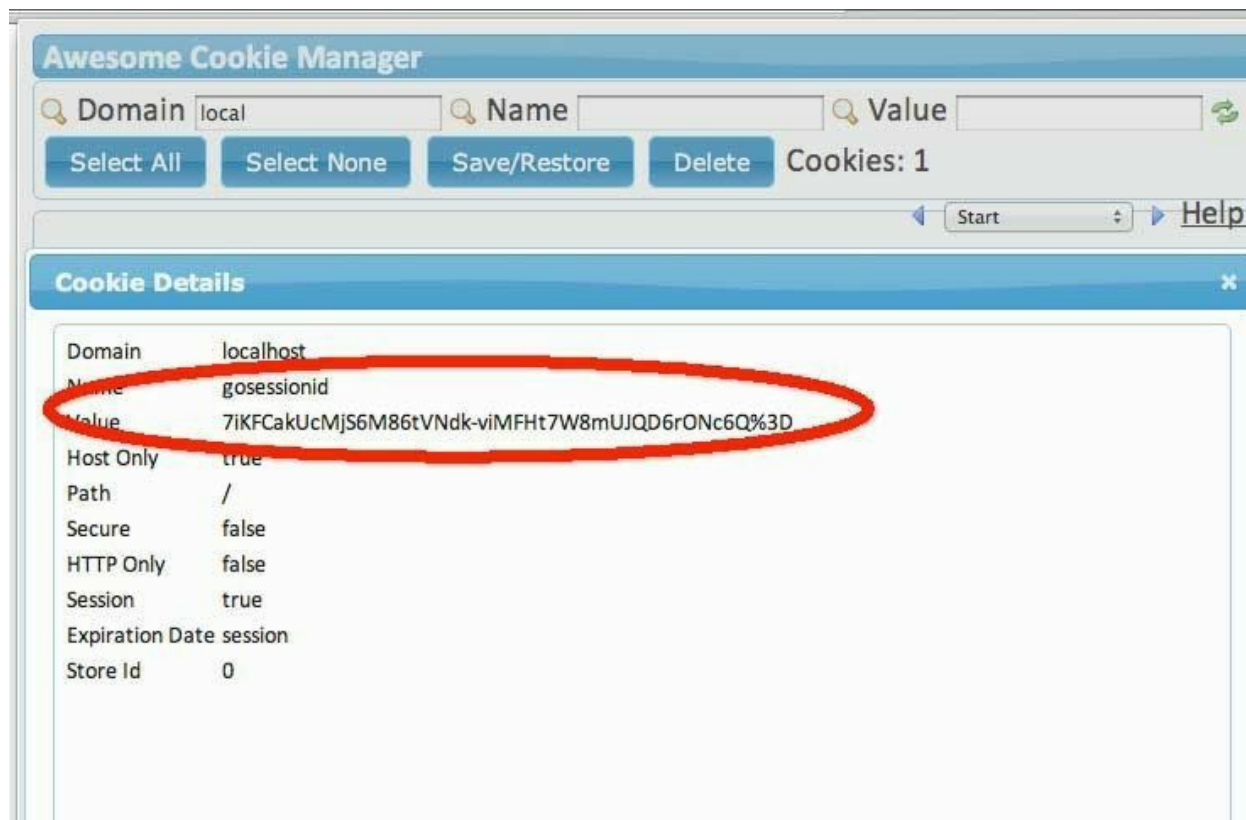 Awesome Cookie Manager
Domain local Name Value
Select All Select None Save/Restore Delete Cookies: 1
Start Help
Cookie Details
Domain localhost
Name gosessionid
Value 7iKFCakUcMjS6M86tVNdk-viMFHt7W8mUJQD6rONc6Q%3D
Host Only true
Path /
Secure false
HTTP Only false
Session true
Expiration Date session
Store Id 0